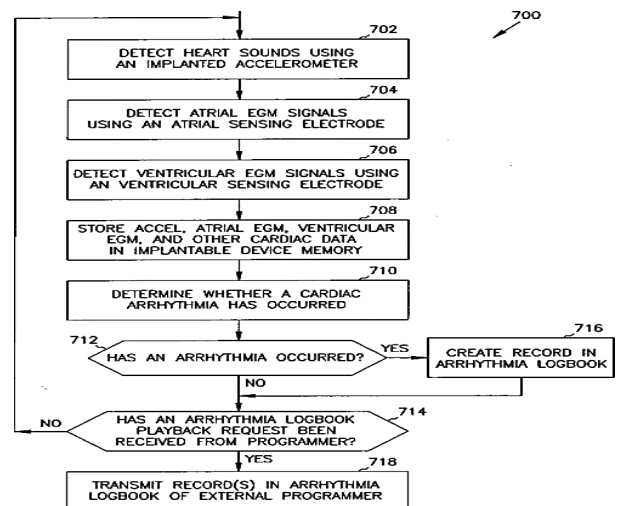 700
702
DETECT HEART SOUNDS USING
AN IMPLANTED ACCELEROMETER
704
DETECT ATRIAL EGM SIGNALS
USING AN ATRIAL SENSING ELECTRODE
706
DETECT VENTRICULAR EGM SIGNALS USING
AN VENTRICULAR SENSING ELECTRODE
708
STORE ACCEL, ATRIAL EGM, VENTRICULAR
EGM, AND OTHER CARDIAC DATA
IN IMPLANTABLE DEVICE MEMORY
710
DETERMINE WHETHER A CARDIAC
ARRHYTHMIA HAS OCCURRED
712
HAS AN ARRHYTHMIA OCCURRED?
YES
716
CREATE RECORD IN
ARRHYTHMIA LOGBOOK
NO
714
HAS AN ARRHYTHMIA LOGBOOK
PLAYBACK REQUEST BEEN
RECEIVED FROM PROGRAMMER?
NO
YES
718
TRANSMIT RECORD(S) IN ARRHYTHMIA
LOGBOOK OF EXTERNAL PROGRAMMER